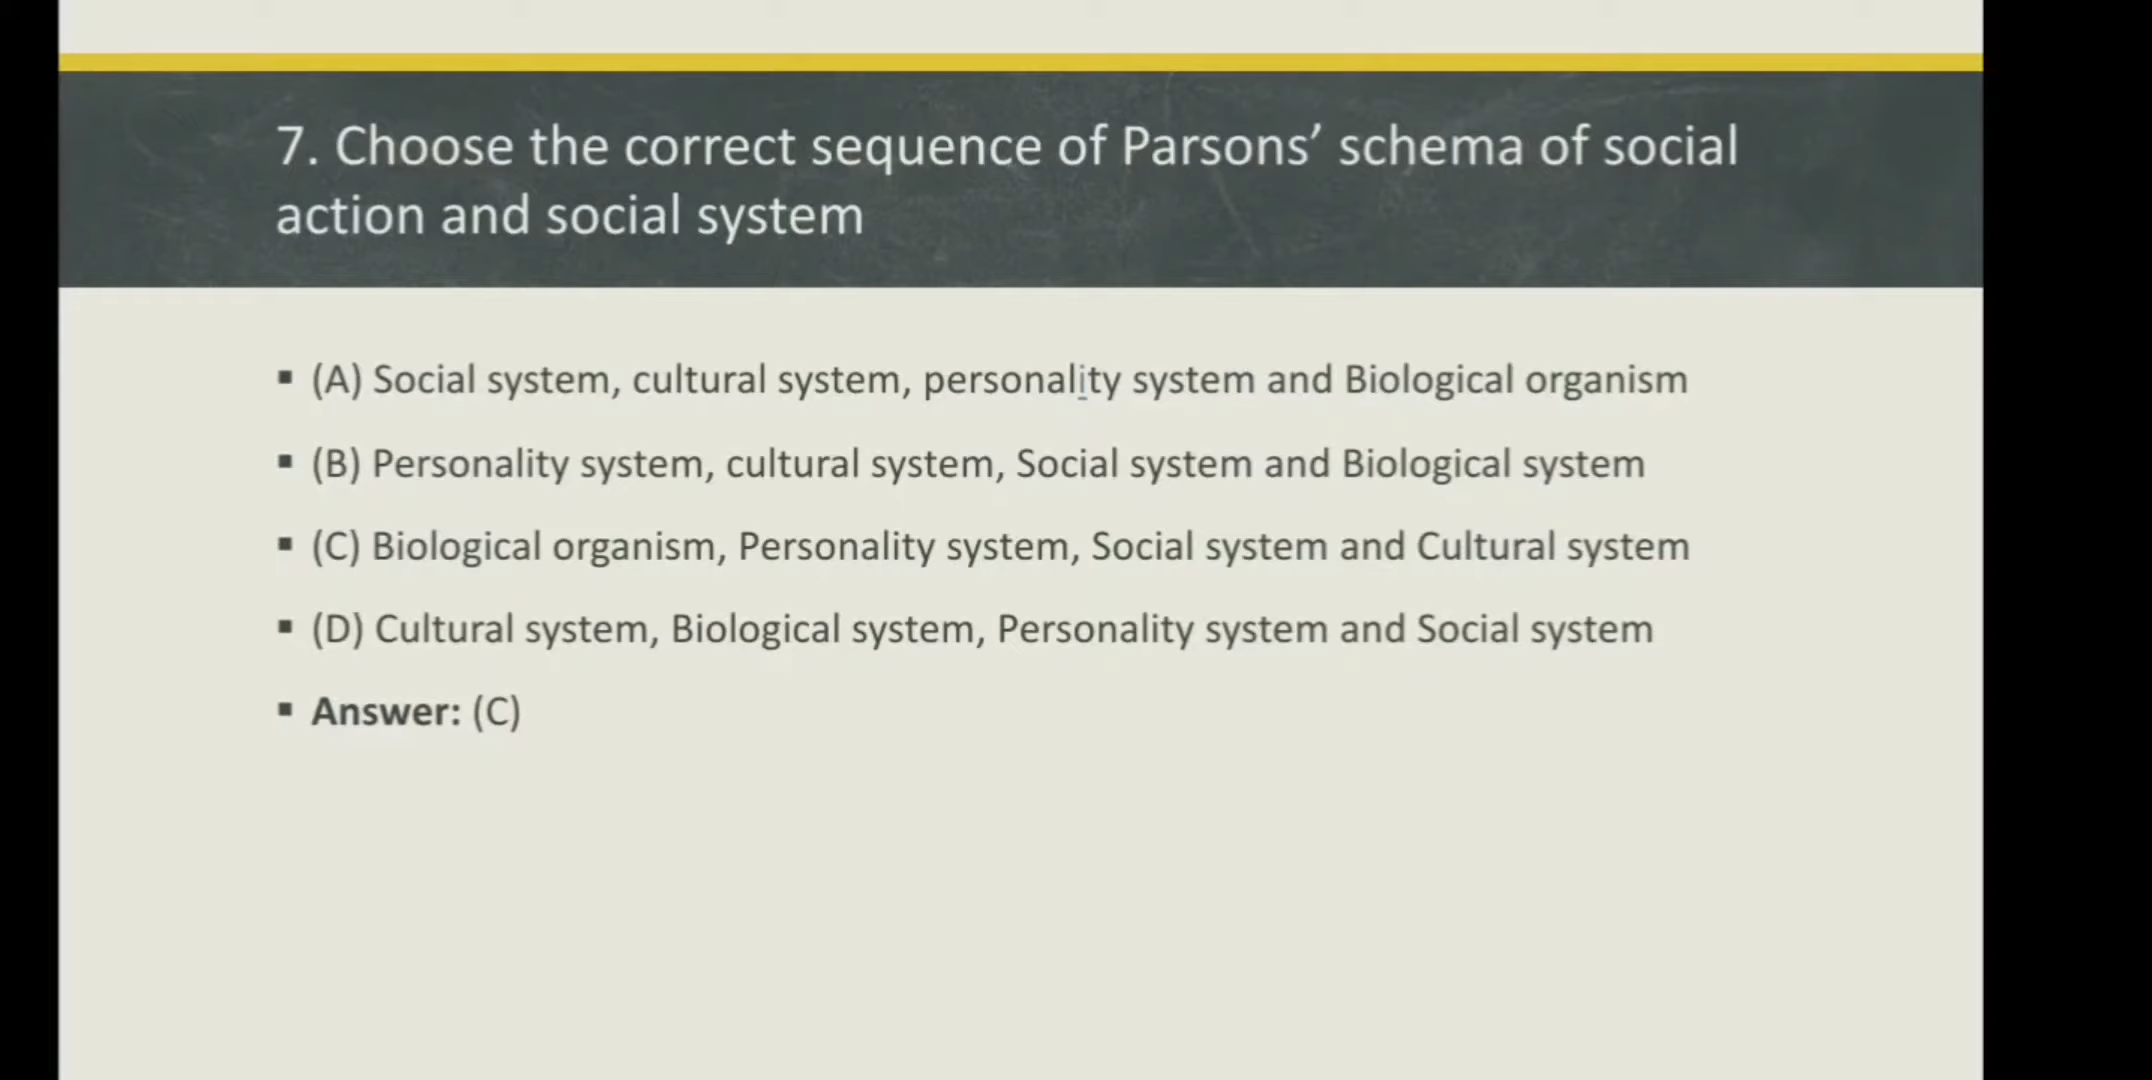 7. Choose the correct sequence of Parsons’ schema of social
action and social system
▪ (A) Social system, cultural system, personality system and Biological organism
▪ (B) Personality system, cultural system, Social system and Biological system
▪ (C) Biological organism, Personality system, Social system and Cultural system
▪ (D) Cultural system, Biological system, Personality system and Social system
▪ Answer: (C)